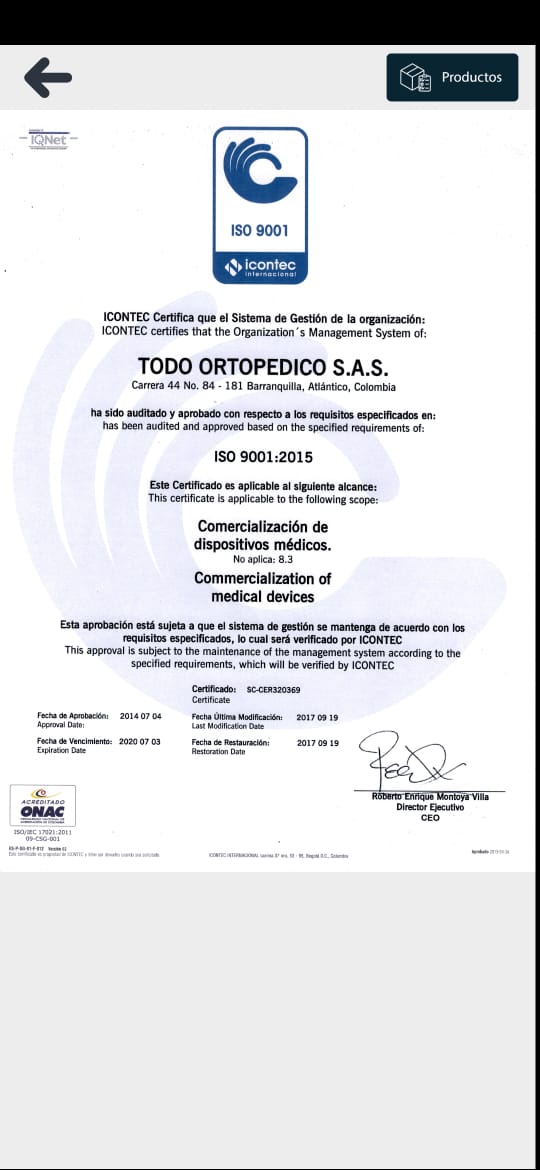 Productos
IQNet
ISO 9001
icontec
internacional
ICONTEC Certifica que el Sistema de Gestión de la organización:
ICONTEC certifies that the Organization´s Management System of:
TODO ORTOPEDICO S.A.S.
Carrera 44 No. 84 - 181 Barranquilla, Atlántico, Colombia
ha sido auditado y aprobado con respecto a los requisitos especificados en:
has been audited and approved based on the specified requirements of:
ISO 9001:2015
Este Certificado es aplicable al siguiente alcance:
This certificate is applicable to the following scope:
Comercialización de
dispositivos médicos.
No aplica: 8.3
Commercialization of
medical devices
Esta aprobación está sujeta a que el sistema de gestión se mantenga de acuerdo con los
requisitos especificados, lo cual será verificado por ICONTEC
This approval is subject to the maintenance of the management system according to the
specified requirements, which will be verified by ICONTEC
Certificado: SC-CER320369
Certificate
Fecha de Aprobación: 2014 07 04
Approval Date:
Fecha Última Modificación: 2017 09 19
Last Modification Date
Fecha de Vencimiento: 2020 07 03
Expiration Date
Fecha de Restauración: 2017 09 19
Restoration Date
Roberto Enrique Montoya Villa
Director Ejecutivo
CEO
ACREDITADO
ONAC
ISO/IEC 17021:2011
09-CSG-001